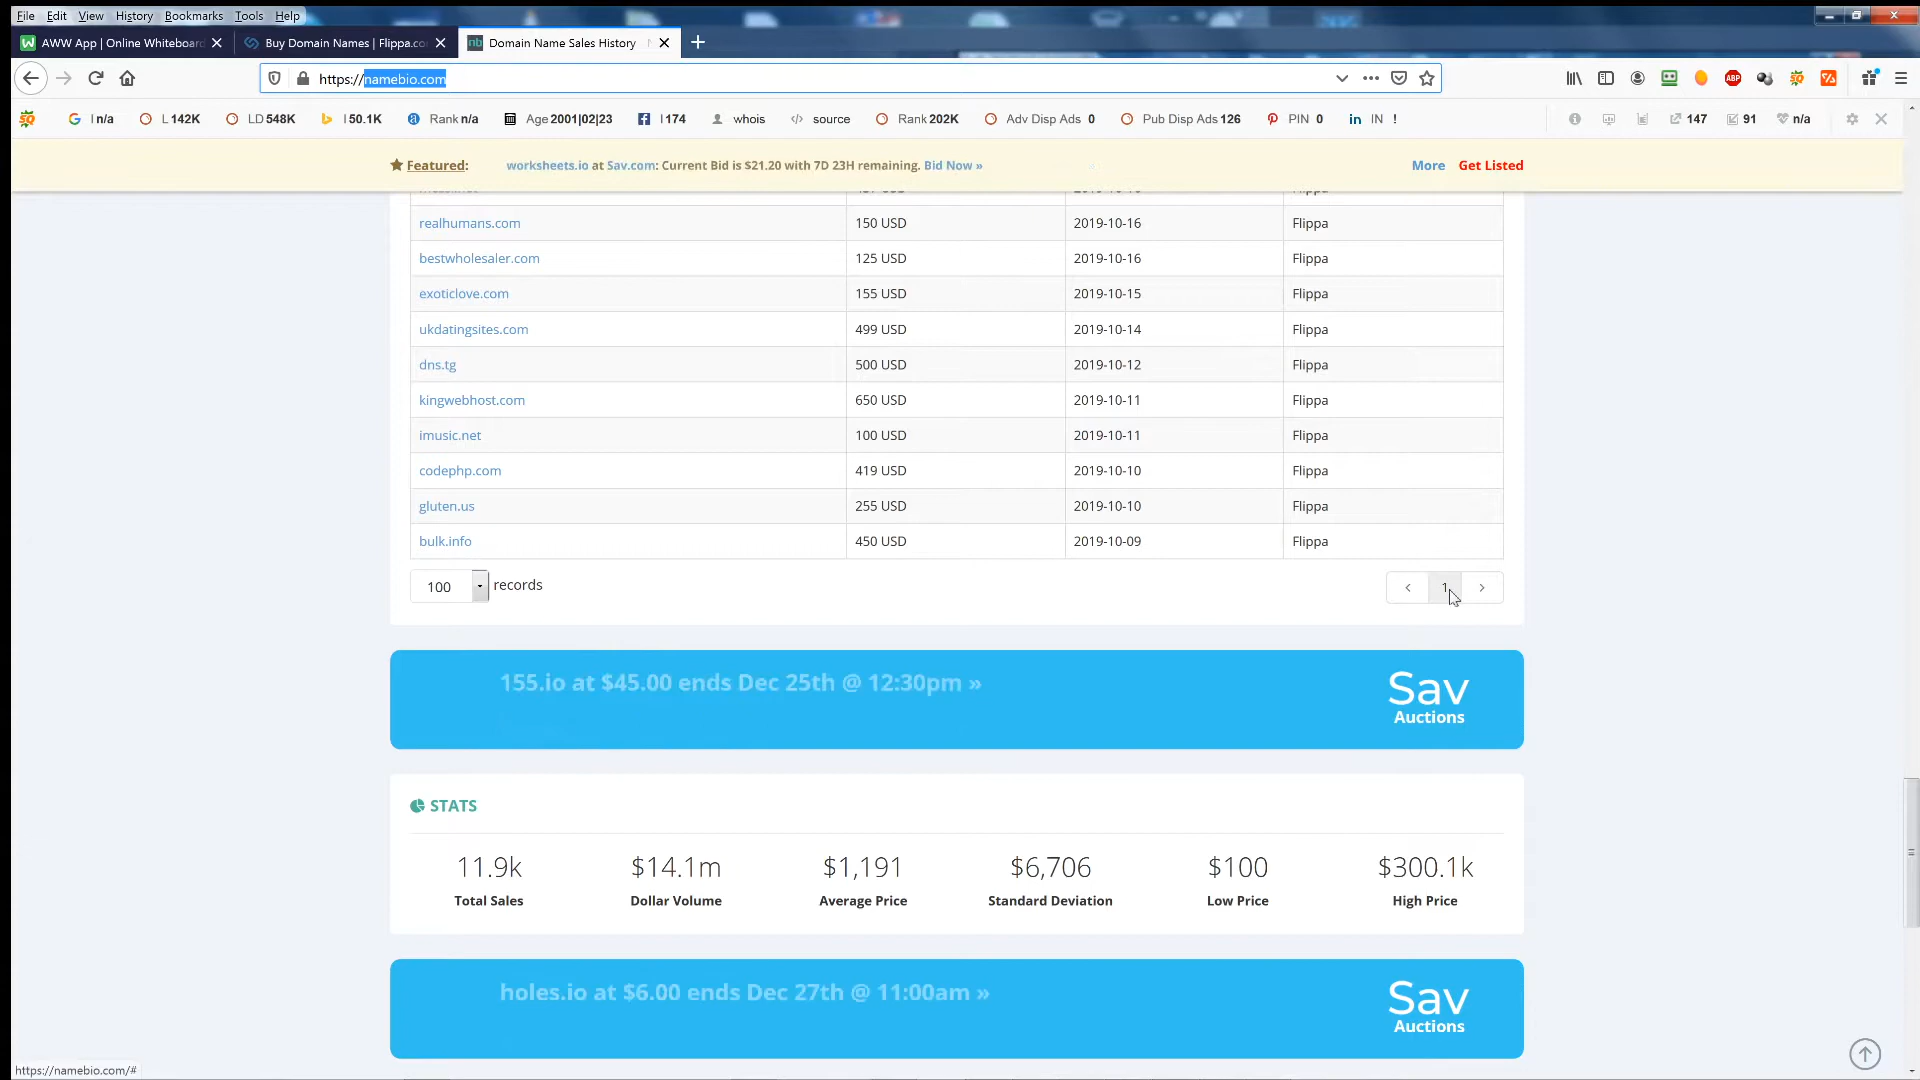 File Edit View History Bookmarks Tools Help
AWW App | Online Whiteboard
Buy Domain Names | Flippa.co
Domain Name Sales History
https://namebio.com
I n/a L 142K LD 548K I 50.1K Rank n/a Age 2001|02|23 I 174 whois source Rank 202K Adv Disp Ads 0 Pub Disp Ads 126 PIN 0 IN ! 147 91 n/a
Featured: worksheets.io at Sav.com: Current Bid is $21.20 with 7D 23H remaining. Bid Now » More Get Listed
realhumans.com 150 USD 2019-10-16 Flippa
bestwholesaler.com 125 USD 2019-10-16 Flippa
exoticlove.com 155 USD 2019-10-15 Flippa
ukdatingsites.com 499 USD 2019-10-14 Flippa
dns.tg 500 USD 2019-10-12 Flippa
kingwebhost.com 650 USD 2019-10-11 Flippa
imusic.net 100 USD 2019-10-11 Flippa
codephp.com 419 USD 2019-10-10 Flippa
gluten.us 255 USD 2019-10-10 Flippa
bulk.info 450 USD 2019-10-09 Flippa
100 records ‹ 1 ›
155.io at $45.00 ends Dec 25th @ 12:30pm »
Sav
Auctions
STATS
11.9k $14.1m $1,191 $6,706 $100 $300.1k
Total Sales Dollar Volume Average Price Standard Deviation Low Price High Price
holes.io at $6.00 ends Dec 27th @ 11:00am »
Sav
Auctions
https://namebio.com/#